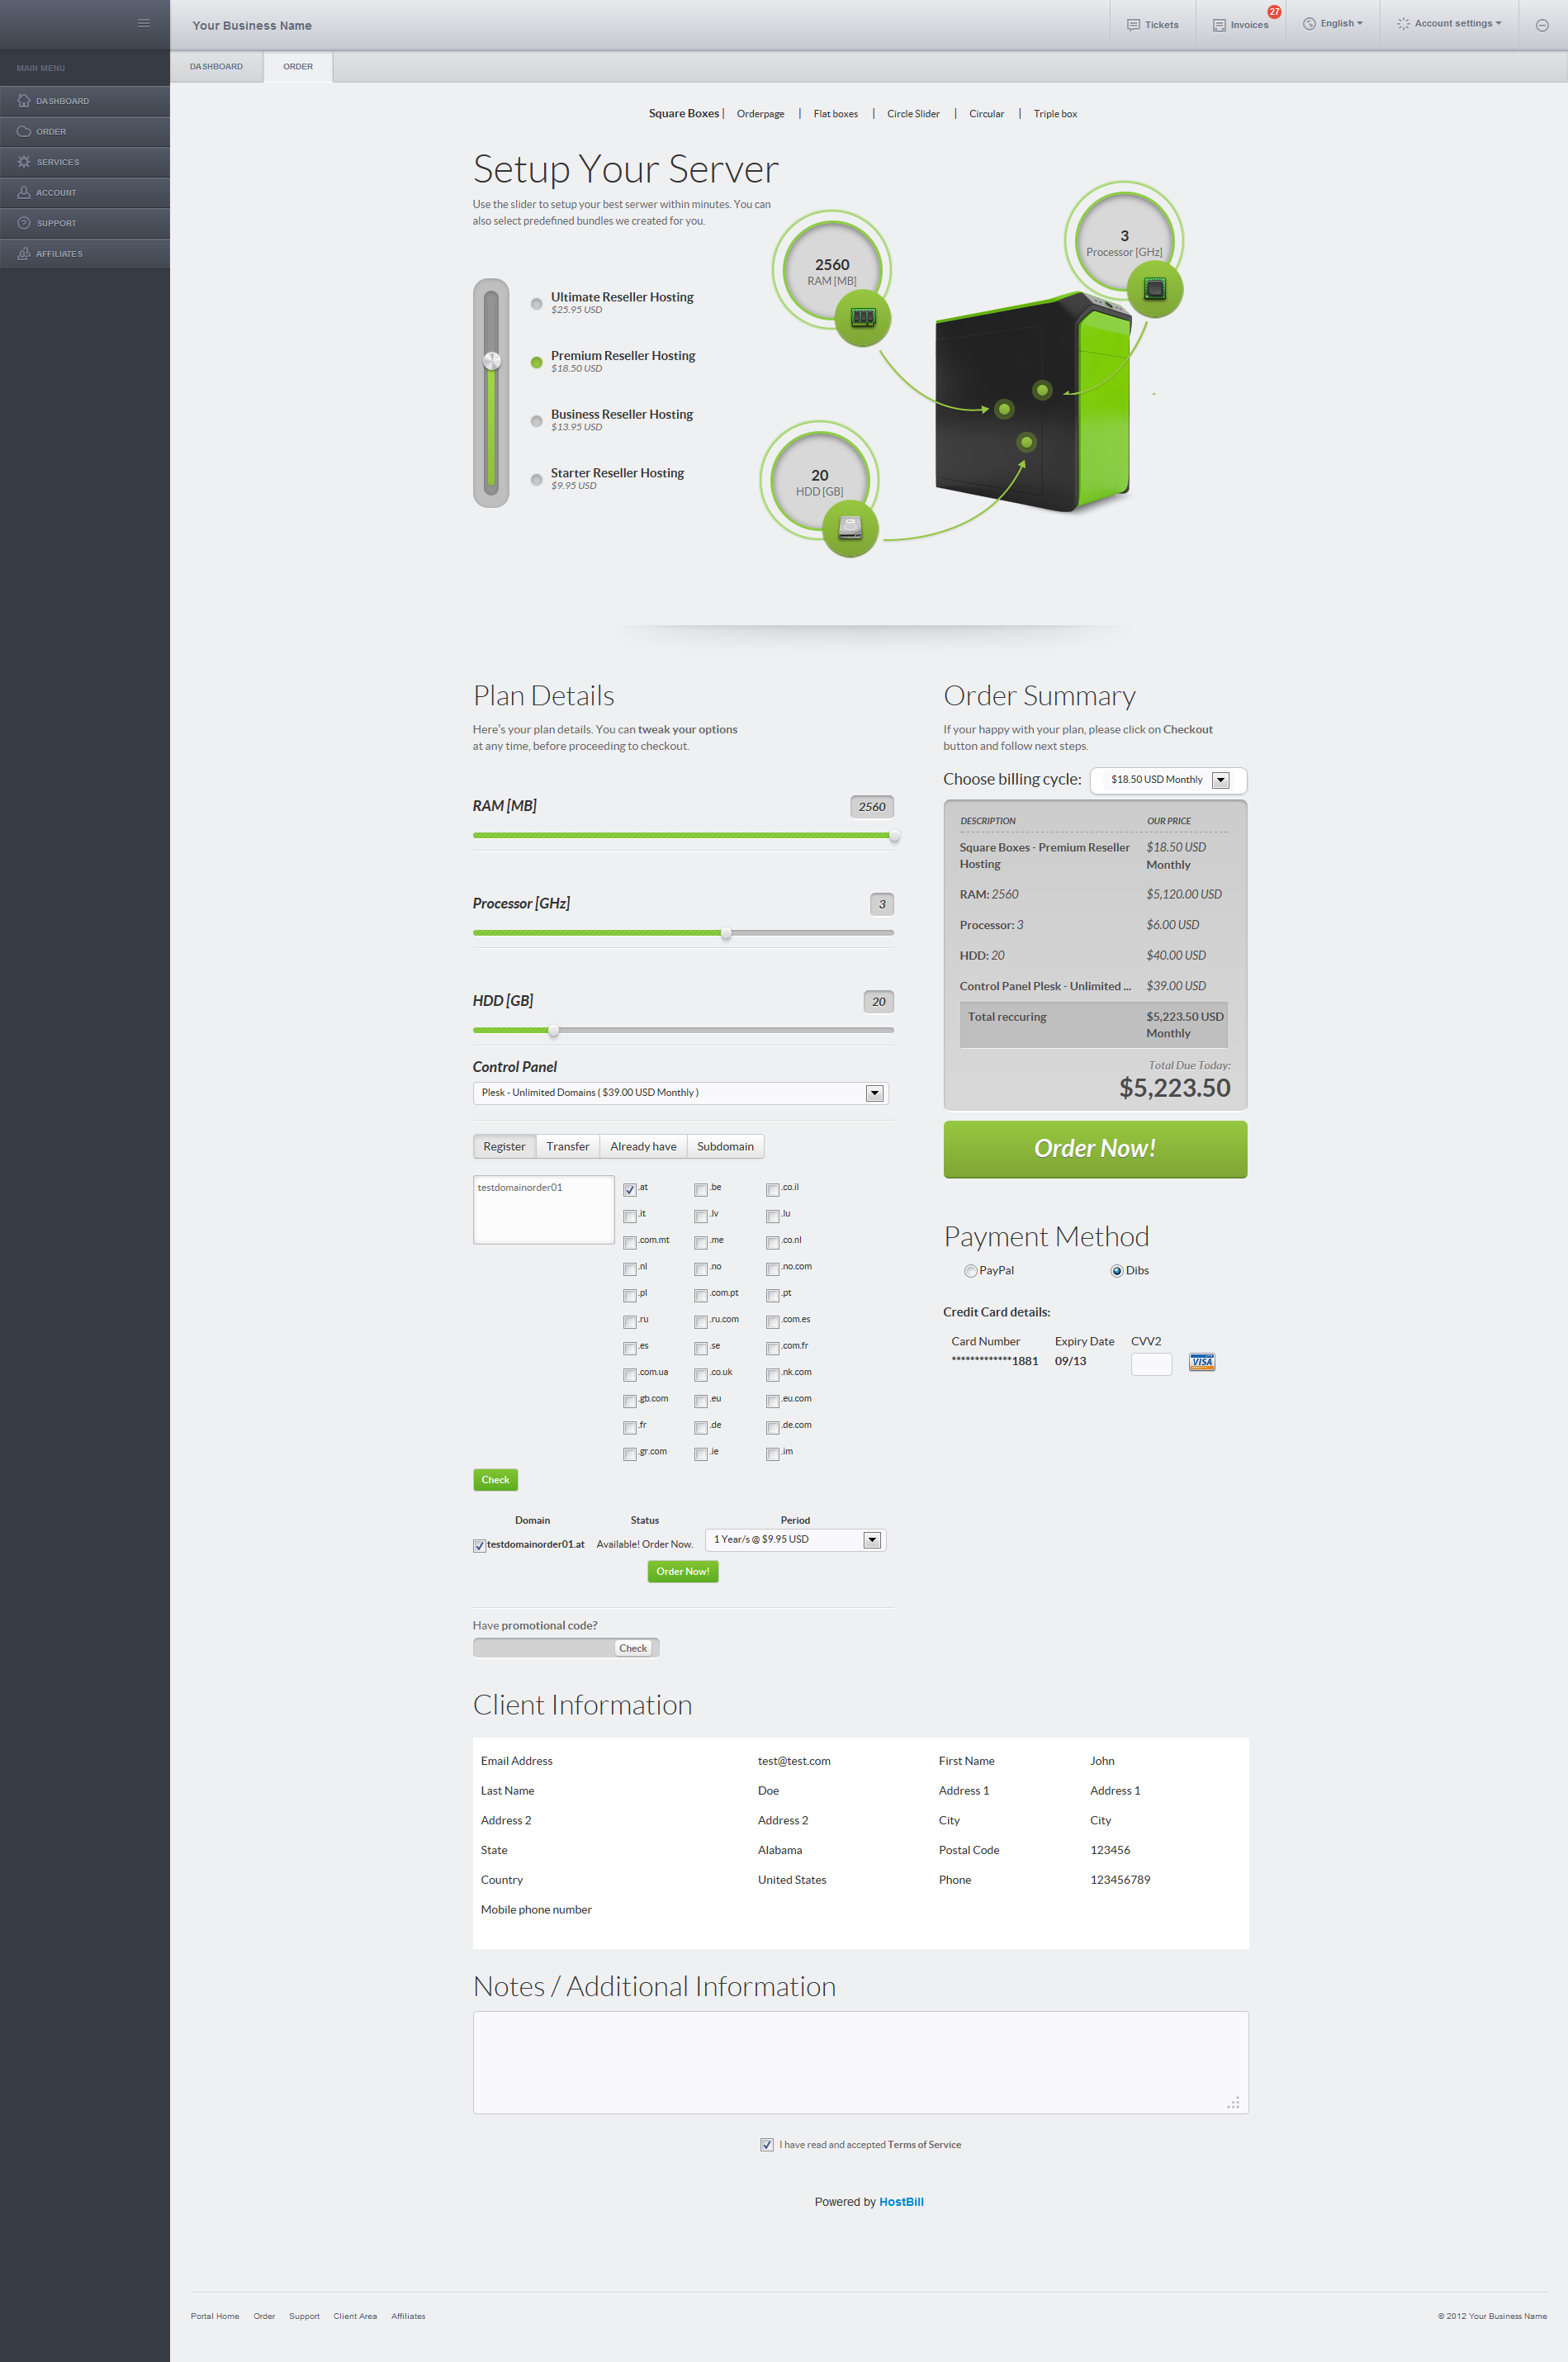 Your Business Name
Tickets
Invoices
27
English
Account settings
MAIN MENU
DASHBOARD
ORDER
SERVICES
ACCOUNT
SUPPORT
AFFILIATES
DASHBOARD
ORDER
Square Boxes | Orderpage | Flat boxes | Circle Slider | Circular | Triple box
Setup Your Server
Use the slider to setup your best serwer within minutes. You can
also select predefined bundles we created for you.
Ultimate Reseller Hosting
$25.95 USD
Premium Reseller Hosting
$18.50 USD
Business Reseller Hosting
$13.95 USD
Starter Reseller Hosting
$9.95 USD
2560
RAM [MB]
3
Processor [GHz]
20
HDD [GB]
Plan Details
Here's your plan details. You can tweak your options
at any time, before proceeding to checkout.
RAM [MB] 2560
Processor [GHz] 3
HDD [GB] 20
Control Panel
Plesk - Unlimited Domains ( $39.00 USD Monthly )
Register Transfer Already have Subdomain
testdomainorder01
.at .be .co.il
.it .lv .lu
.com.mt .me .co.nl
.nl .no .no.com
.pl .com.pt .pt
.ru .ru.com .com.es
.es .se .com.fr
.com.ua .co.uk .nk.com
.gb.com .eu .eu.com
.fr .de .de.com
.gr.com .ie .im
Check
Domain Status Period
testdomainorder01.at Available! Order Now. 1 Year/s @ $9.95 USD
Order Now!
Have promotional code?
Check
Order Summary
If your happy with your plan, please click on Checkout
button and follow next steps.
Choose billing cycle: $18.50 USD Monthly
DESCRIPTION OUR PRICE
Square Boxes - Premium Reseller $18.50 USD
Hosting Monthly
RAM: 2560 $5,120.00 USD
Processor: 3 $6.00 USD
HDD: 20 $40.00 USD
Control Panel Plesk - Unlimited ... $39.00 USD
Total reccuring $5,223.50 USD
Monthly
Total Due Today:
$5,223.50
Order Now!
Payment Method
PayPal Dibs
Credit Card details:
Card Number Expiry Date CVV2
*************1881 09/13
VISA
Client Information
Email Address test@test.com First Name John
Last Name Doe Address 1 Address 1
Address 2 Address 2 City City
State Alabama Postal Code 123456
Country United States Phone 123456789
Mobile phone number
Notes / Additional Information
I have read and accepted Terms of Service
Powered by HostBill
Portal Home Order Support Client Area Affiliates
© 2012 Your Business Name